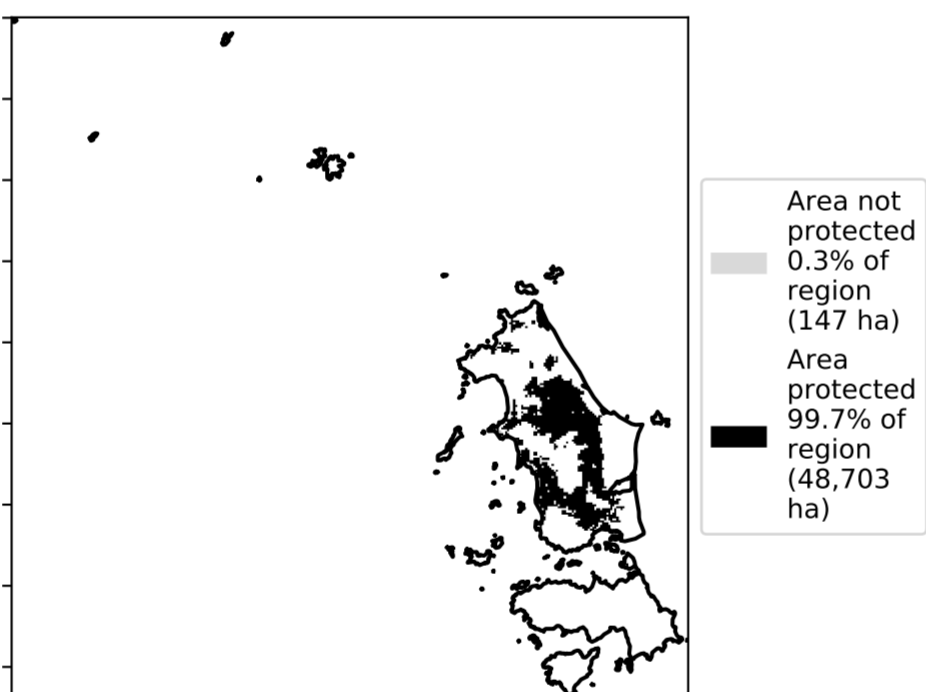 Area not
protected
0.3% of
region
(147 ha)
Area
protected
99.7% of
region
(48,703
ha)